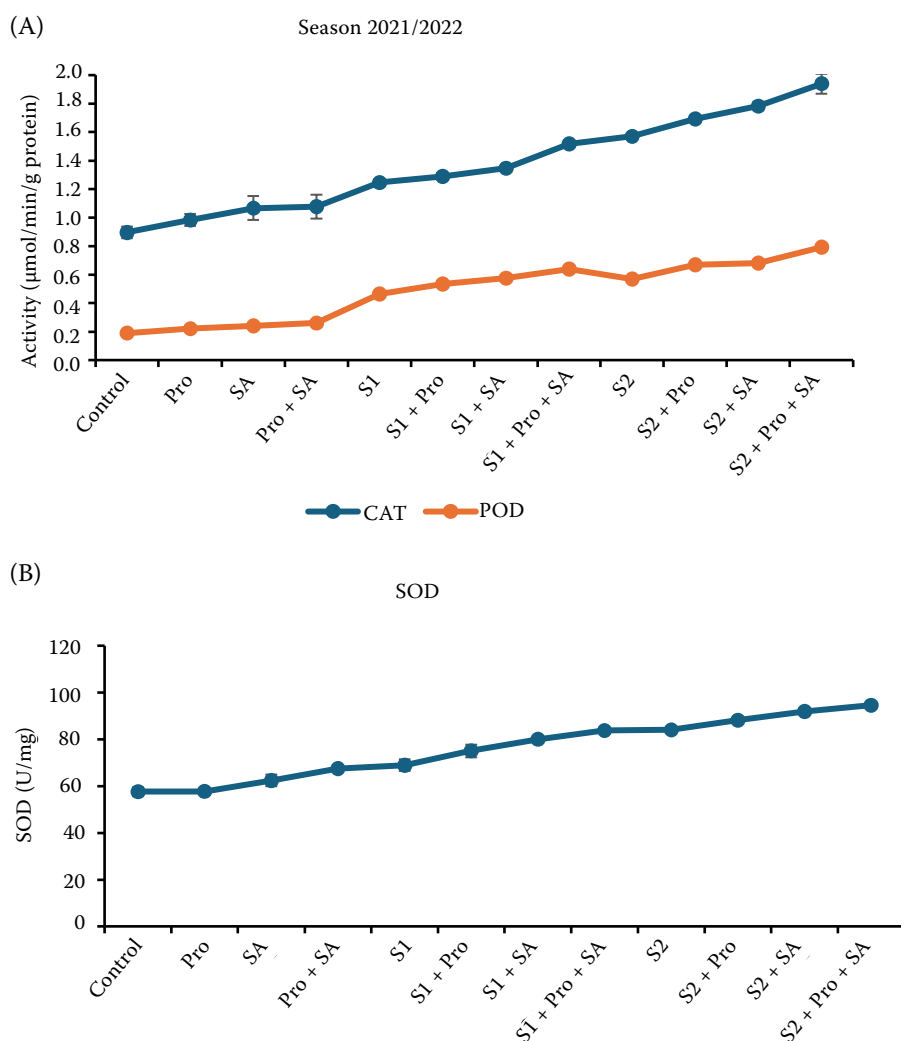 (A)
Season 2021/2022
Activity (μmol/min/g protein)
2.0
1.8
1.6
1.4
1.2
1.0
0.8
0.6
0.4
0.2
0.0
Control
Pro
SA
Pro + SA
S1
S1 + Pro
S1 + SA
S1 + Pro + SA
S2
S2 + Pro
S2 + SA
S2 + Pro + SA
CAT
POD
(B)
SOD
SOD (U/mg)
120
100
80
60
40
20
0
Control
Pro
SA
Pro + SA
S1
S1 + Pro
S1 + SA
S1 + Pro + SA
S2
S2 + Pro
S2 + SA
S2 + Pro + SA